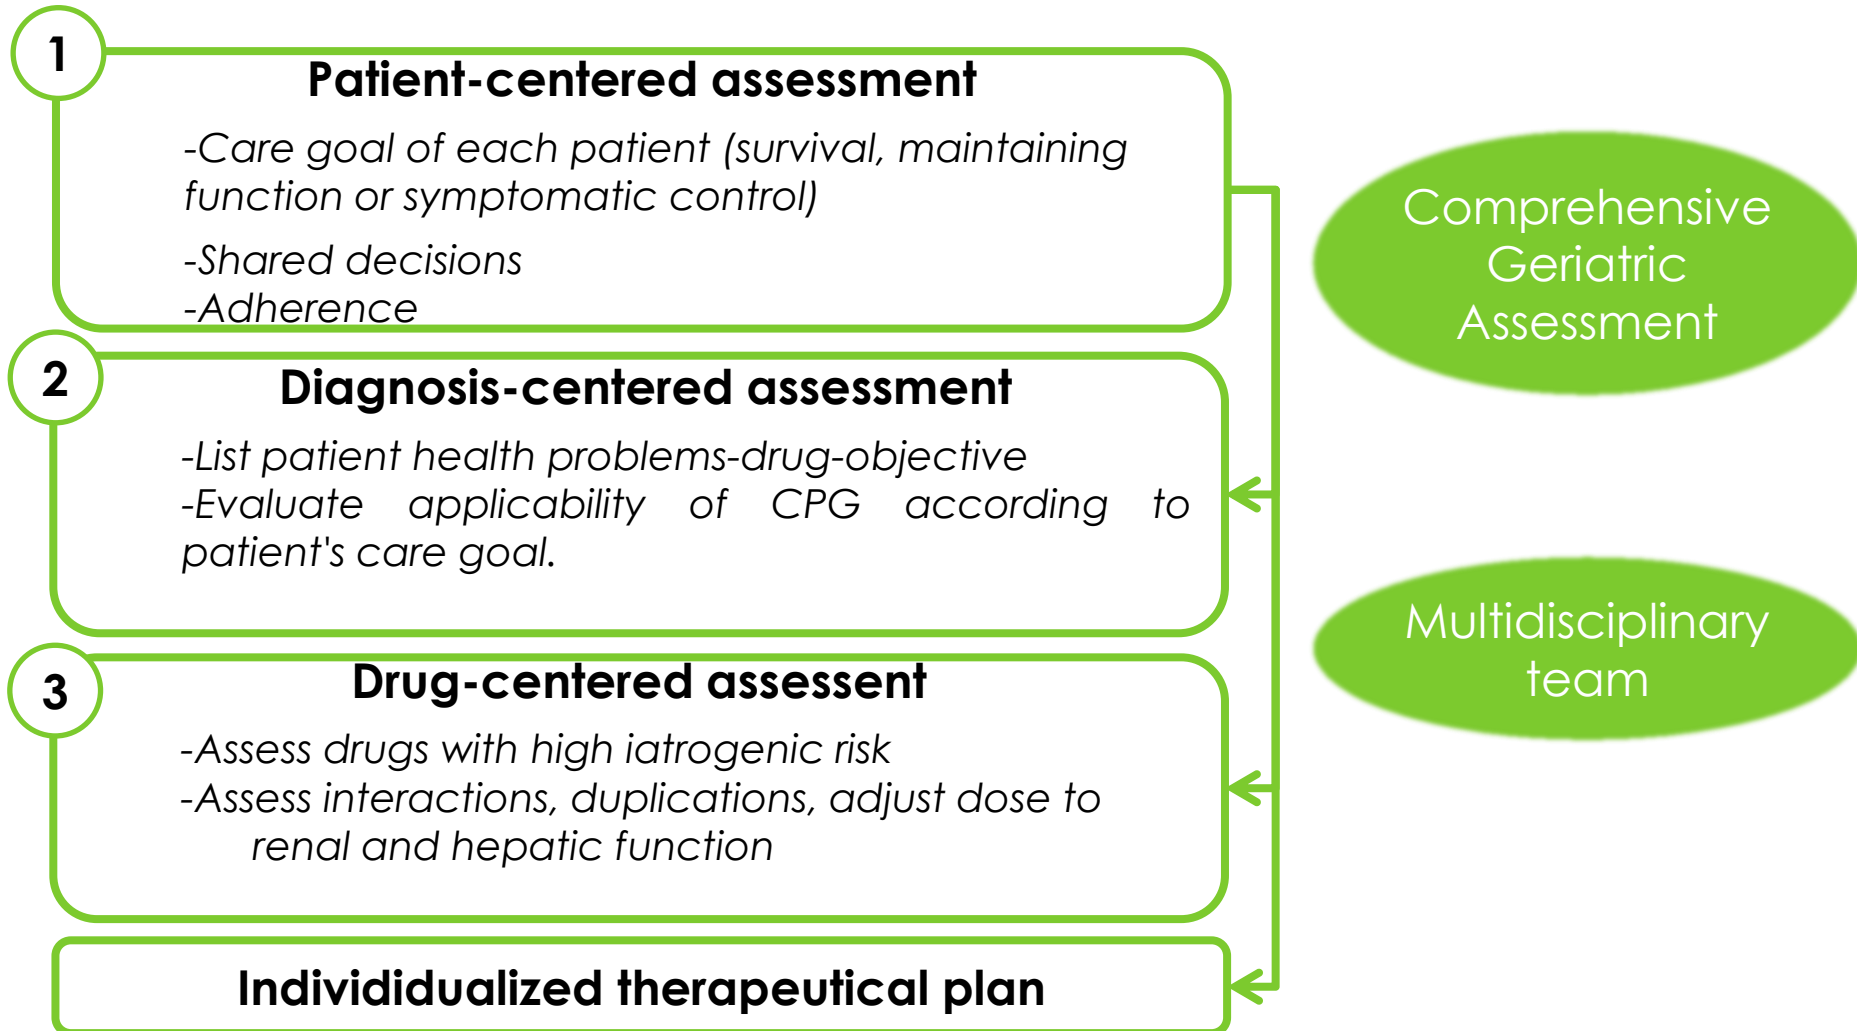 1
Patient-centered assessment
-Care goal of each patient (survival, maintaining
function or symptomatic control)
-Shared decisions
-Adherence
2
Diagnosis-centered assessment
-List patient health problems-drug-objective
-Evaluate applicability of CPG according to
patient's care goal.
3
Drug-centered assessent
-Assess drugs with high iatrogenic risk
-Assess interactions, duplications, adjust dose to
renal and hepatic function
Individidualized therapeutical plan
Comprehensive
Geriatric
Assessment
Multidisciplinary
team